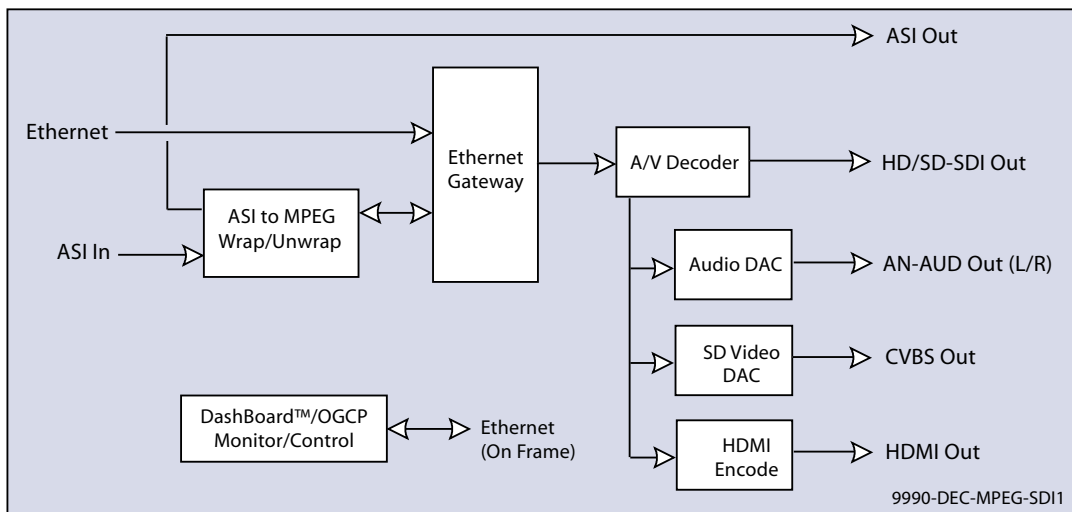 ASI Out
Ethernet
Ethernet
Gateway
A/V Decoder
HD/SD-SDI Out
ASI to MPEG
Wrap/Unwrap
ASI In
Audio DAC
AN-AUD Out (L/R)
SD Video
DAC
CVBS Out
DashBoard™/OGCP
Monitor/Control
Ethernet
(On Frame)
HDMI
Encode
HDMI Out
9990-DEC-MPEG-SDI1